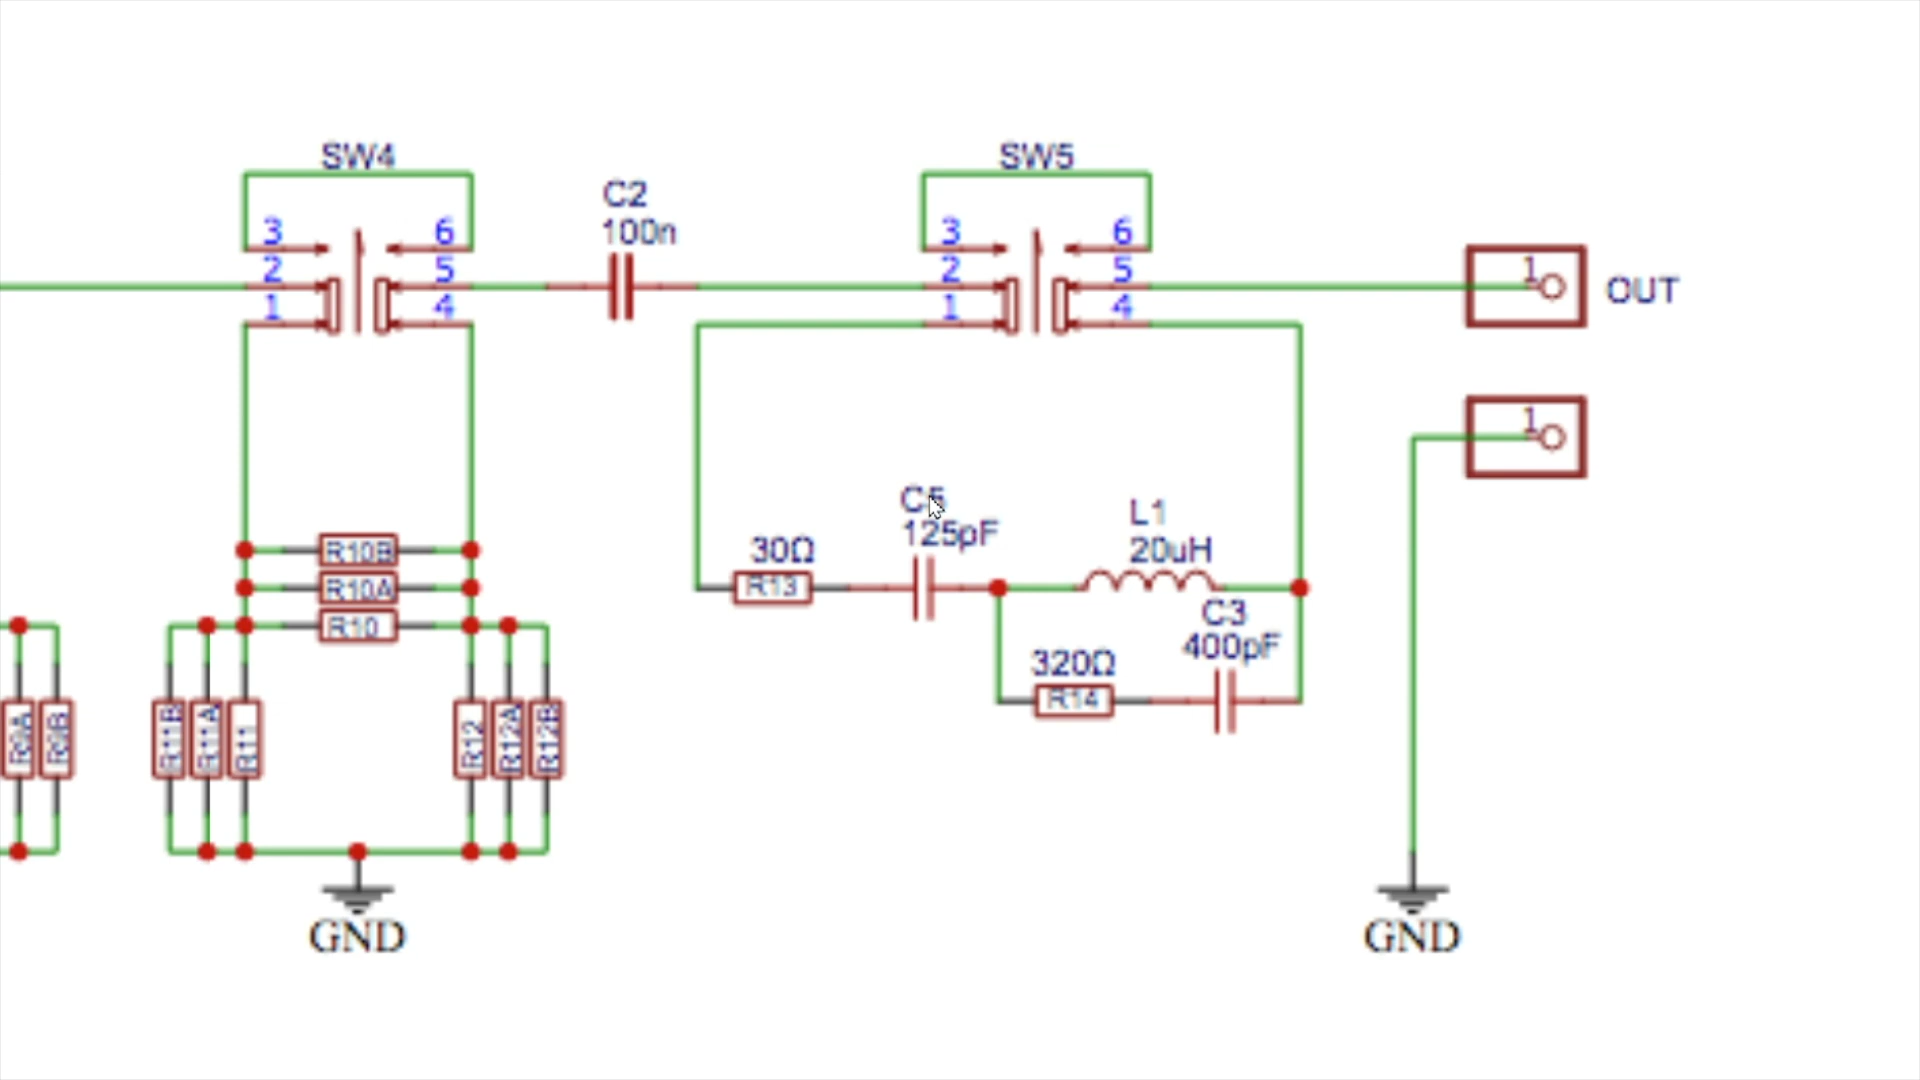 SW4
3
2
1
6
5
4
C2
100n
SW5
3
2
1
6
5
4
1
OUT
1
125pF
L1
20uH
30Ω
R13
C3
400pF
320Ω
R14
R10B
R10A
R10
R9A
R9B
R11B
R11A
R11
R12
R12A
R12B
GND
GND